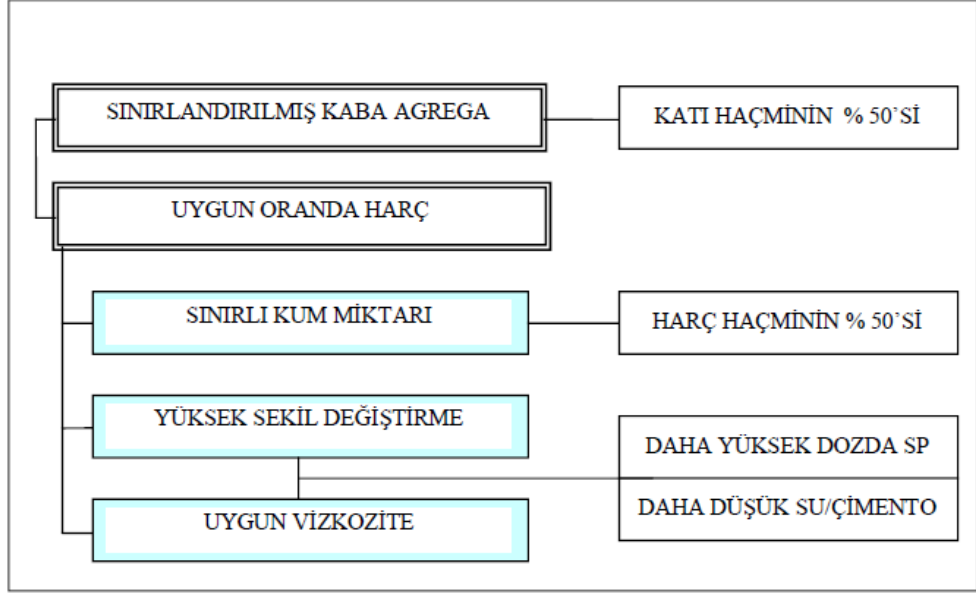 SINIRLANDIRILMIŞ KABA AGREGA
KATI HAÇMİNİN % 50'Sİ
UYGUN ORANDA HARÇ
SINIRLI KUM MİKTARI
HARÇ HAÇMİNİN % 50'Sİ
YÜKSEK SEKİL DEĞİŞTİRME
DAHA YÜKSEK DOZDA SP
DAHA DÜŞÜK SU/ÇİMENTO
UYGUN VİZKOZİTE